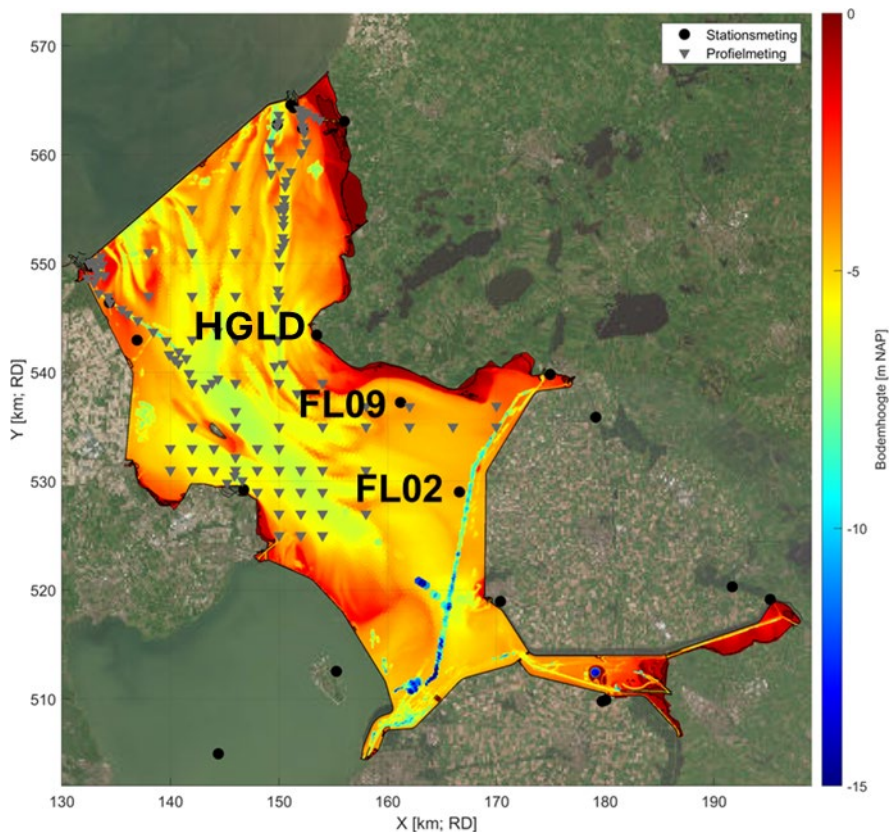 570
560
550
540
530
520
510
Y [km; RD]
130
140
150
160
170
180
190
X [km; RD]
Stationsmeting
Profielmeting
HGLD
FL09
FL02
0
-5
-10
-15
Bodemhoogte [m NAP]